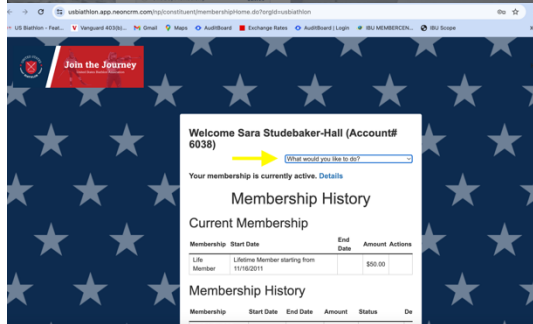 usbiathlon.app.neoncrm.com/np/constituent/membershipHome.do?orgId=usbiathlon
US Biathlon - Fast... Vanguard 403(b)... Gmail Maps AuditBoard Exchange Rates AuditBoard | Login IBU MEMBERCEN... IBU Scope
Join the Journey
Welcome Sara Studebaker-Hall (Account#
6038)
What would you like to do?
Your membership is currently active. Details
Membership History
Current Membership
Membership Start Date End Date Amount Actions
Life Member Lifetime Member starting from 11/16/2011 $50.00
Membership History
Membership Start Date End Date Amount Status De